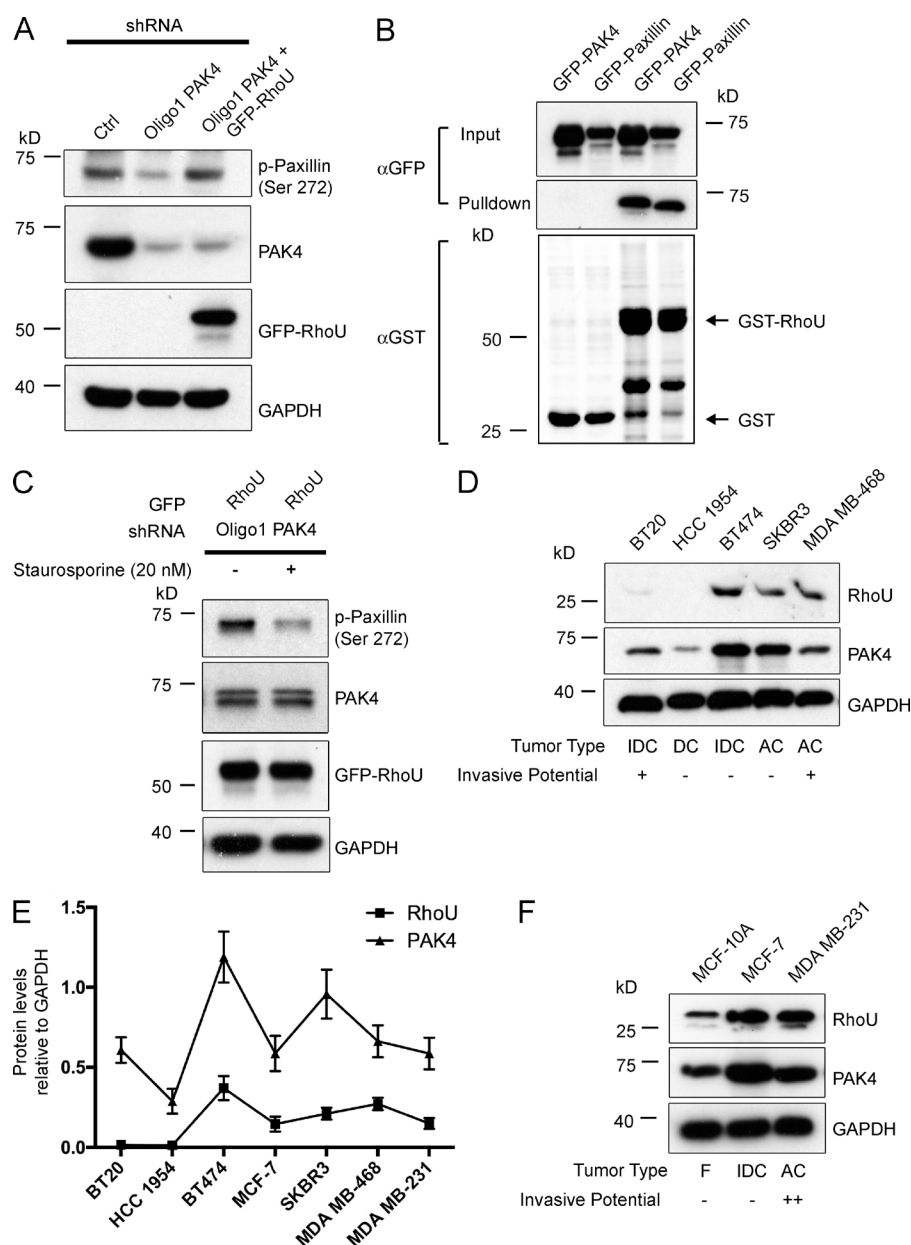 A
shRNA
Ctrl
Oligo1 PAK4
Oligo1 PAK4 +
GFP-RhoU
kD
75
p-Paxillin
(Ser 272)
75
PAK4
50
GFP-RhoU
40
GAPDH
B
GFP-PAK4
GFP-Paxillin
GFP-PAK4
GFP-Paxillin
kD
αGFP
Input
75
Pulldown
75
kD
αGST
50
GST-RhoU
25
GST
C
GFP RhoU RhoU
shRNA Oligo1 PAK4
Staurosporine (20 nM) - +
kD
75
p-Paxillin
(Ser 272)
75
PAK4
50
GFP-RhoU
40
GAPDH
D
BT20
HCC 1954
BT474
SKBR3
MDA MB-468
kD
25
RhoU
75
PAK4
40
GAPDH
Tumor Type IDC DC IDC AC AC
Invasive Potential + - - - +
E
Protein levels
relative to GAPDH
1.5
1.0
0.5
0.0
RhoU
PAK4
BT20
HCC 1954
BT474
MCF-7
SKBR3
MDA MB-468
MDA MB-231
F
MCF-10A
MCF-7
MDA MB-231
kD
25
RhoU
75
PAK4
40
GAPDH
Tumor Type F IDC AC
Invasive Potential - - ++